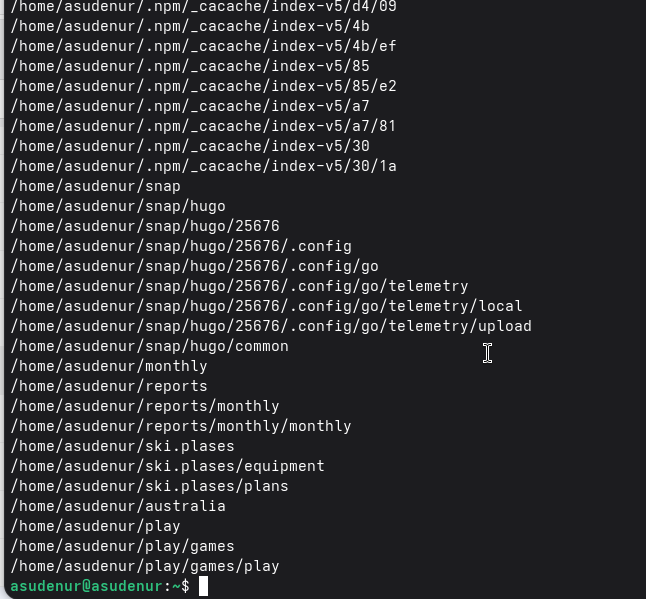 /home/asudenur/.npm/_cacache/index-v5/d4/09
/home/asudenur/.npm/_cacache/index-v5/4b
/home/asudenur/.npm/_cacache/index-v5/4b/ef
/home/asudenur/.npm/_cacache/index-v5/85
/home/asudenur/.npm/_cacache/index-v5/85/e2
/home/asudenur/.npm/_cacache/index-v5/a7
/home/asudenur/.npm/_cacache/index-v5/a7/81
/home/asudenur/.npm/_cacache/index-v5/30
/home/asudenur/.npm/_cacache/index-v5/30/1a
/home/asudenur/snap
/home/asudenur/snap/hugo
/home/asudenur/snap/hugo/25676
/home/asudenur/snap/hugo/25676/.config
/home/asudenur/snap/hugo/25676/.config/go
/home/asudenur/snap/hugo/25676/.config/go/telemetry
/home/asudenur/snap/hugo/25676/.config/go/telemetry/local
/home/asudenur/snap/hugo/25676/.config/go/telemetry/upload
/home/asudenur/snap/hugo/common
/home/asudenur/monthly
/home/asudenur/reports
/home/asudenur/reports/monthly
/home/asudenur/reports/monthly/monthly
/home/asudenur/ski.plases
/home/asudenur/ski.plases/equipment
/home/asudenur/ski.plases/plans
/home/asudenur/australia
/home/asudenur/play
/home/asudenur/play/games
/home/asudenur/play/games/play
asudenur@asudenur:~$